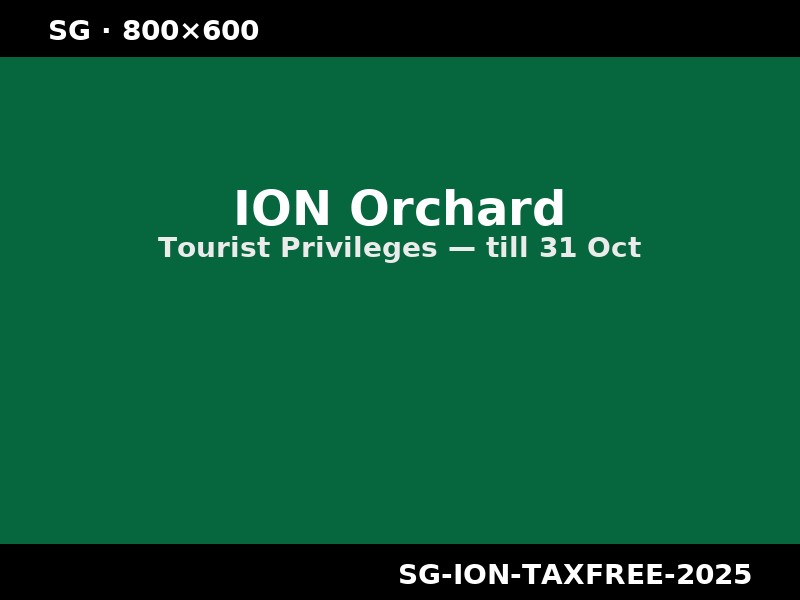 SG · 800×600
ION Orchard
Tourist Privileges — till 31 Oct
SG-ION-TAXFREE-2025